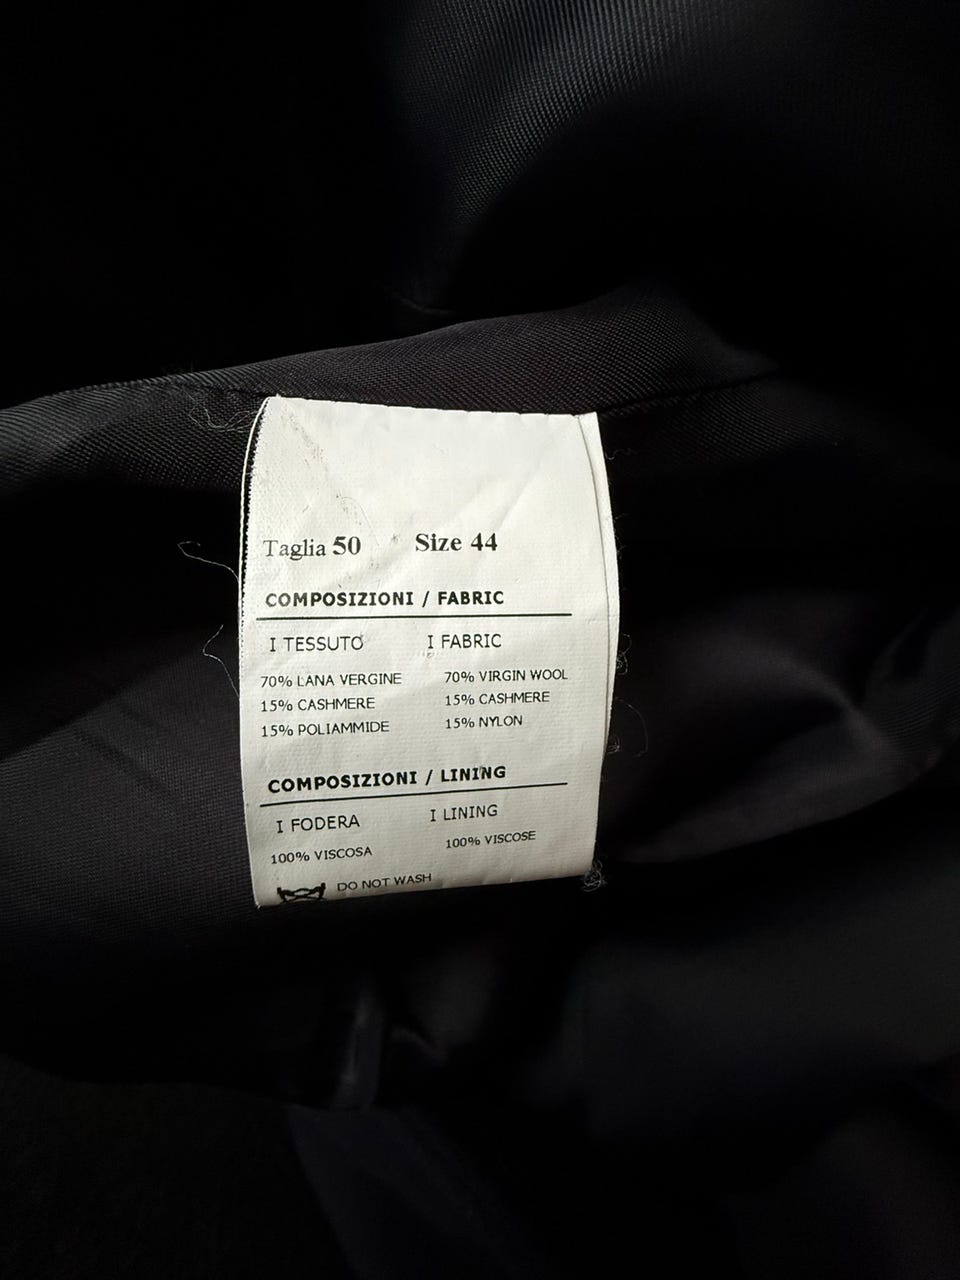 Taglia 50 Size 44
COMPOSIZIONI / FABRIC
I TESSUTO I FABRIC
70% LANA VERGINE 70% VIRGIN WOOL
15% CASHMERE 15% CASHMERE
15% POLIAMMIDE 15% NYLON
COMPOSIZIONI / LINING
I FODERA I LINING
100% VISCOSA 100% VISCOSE
DO NOT WASH